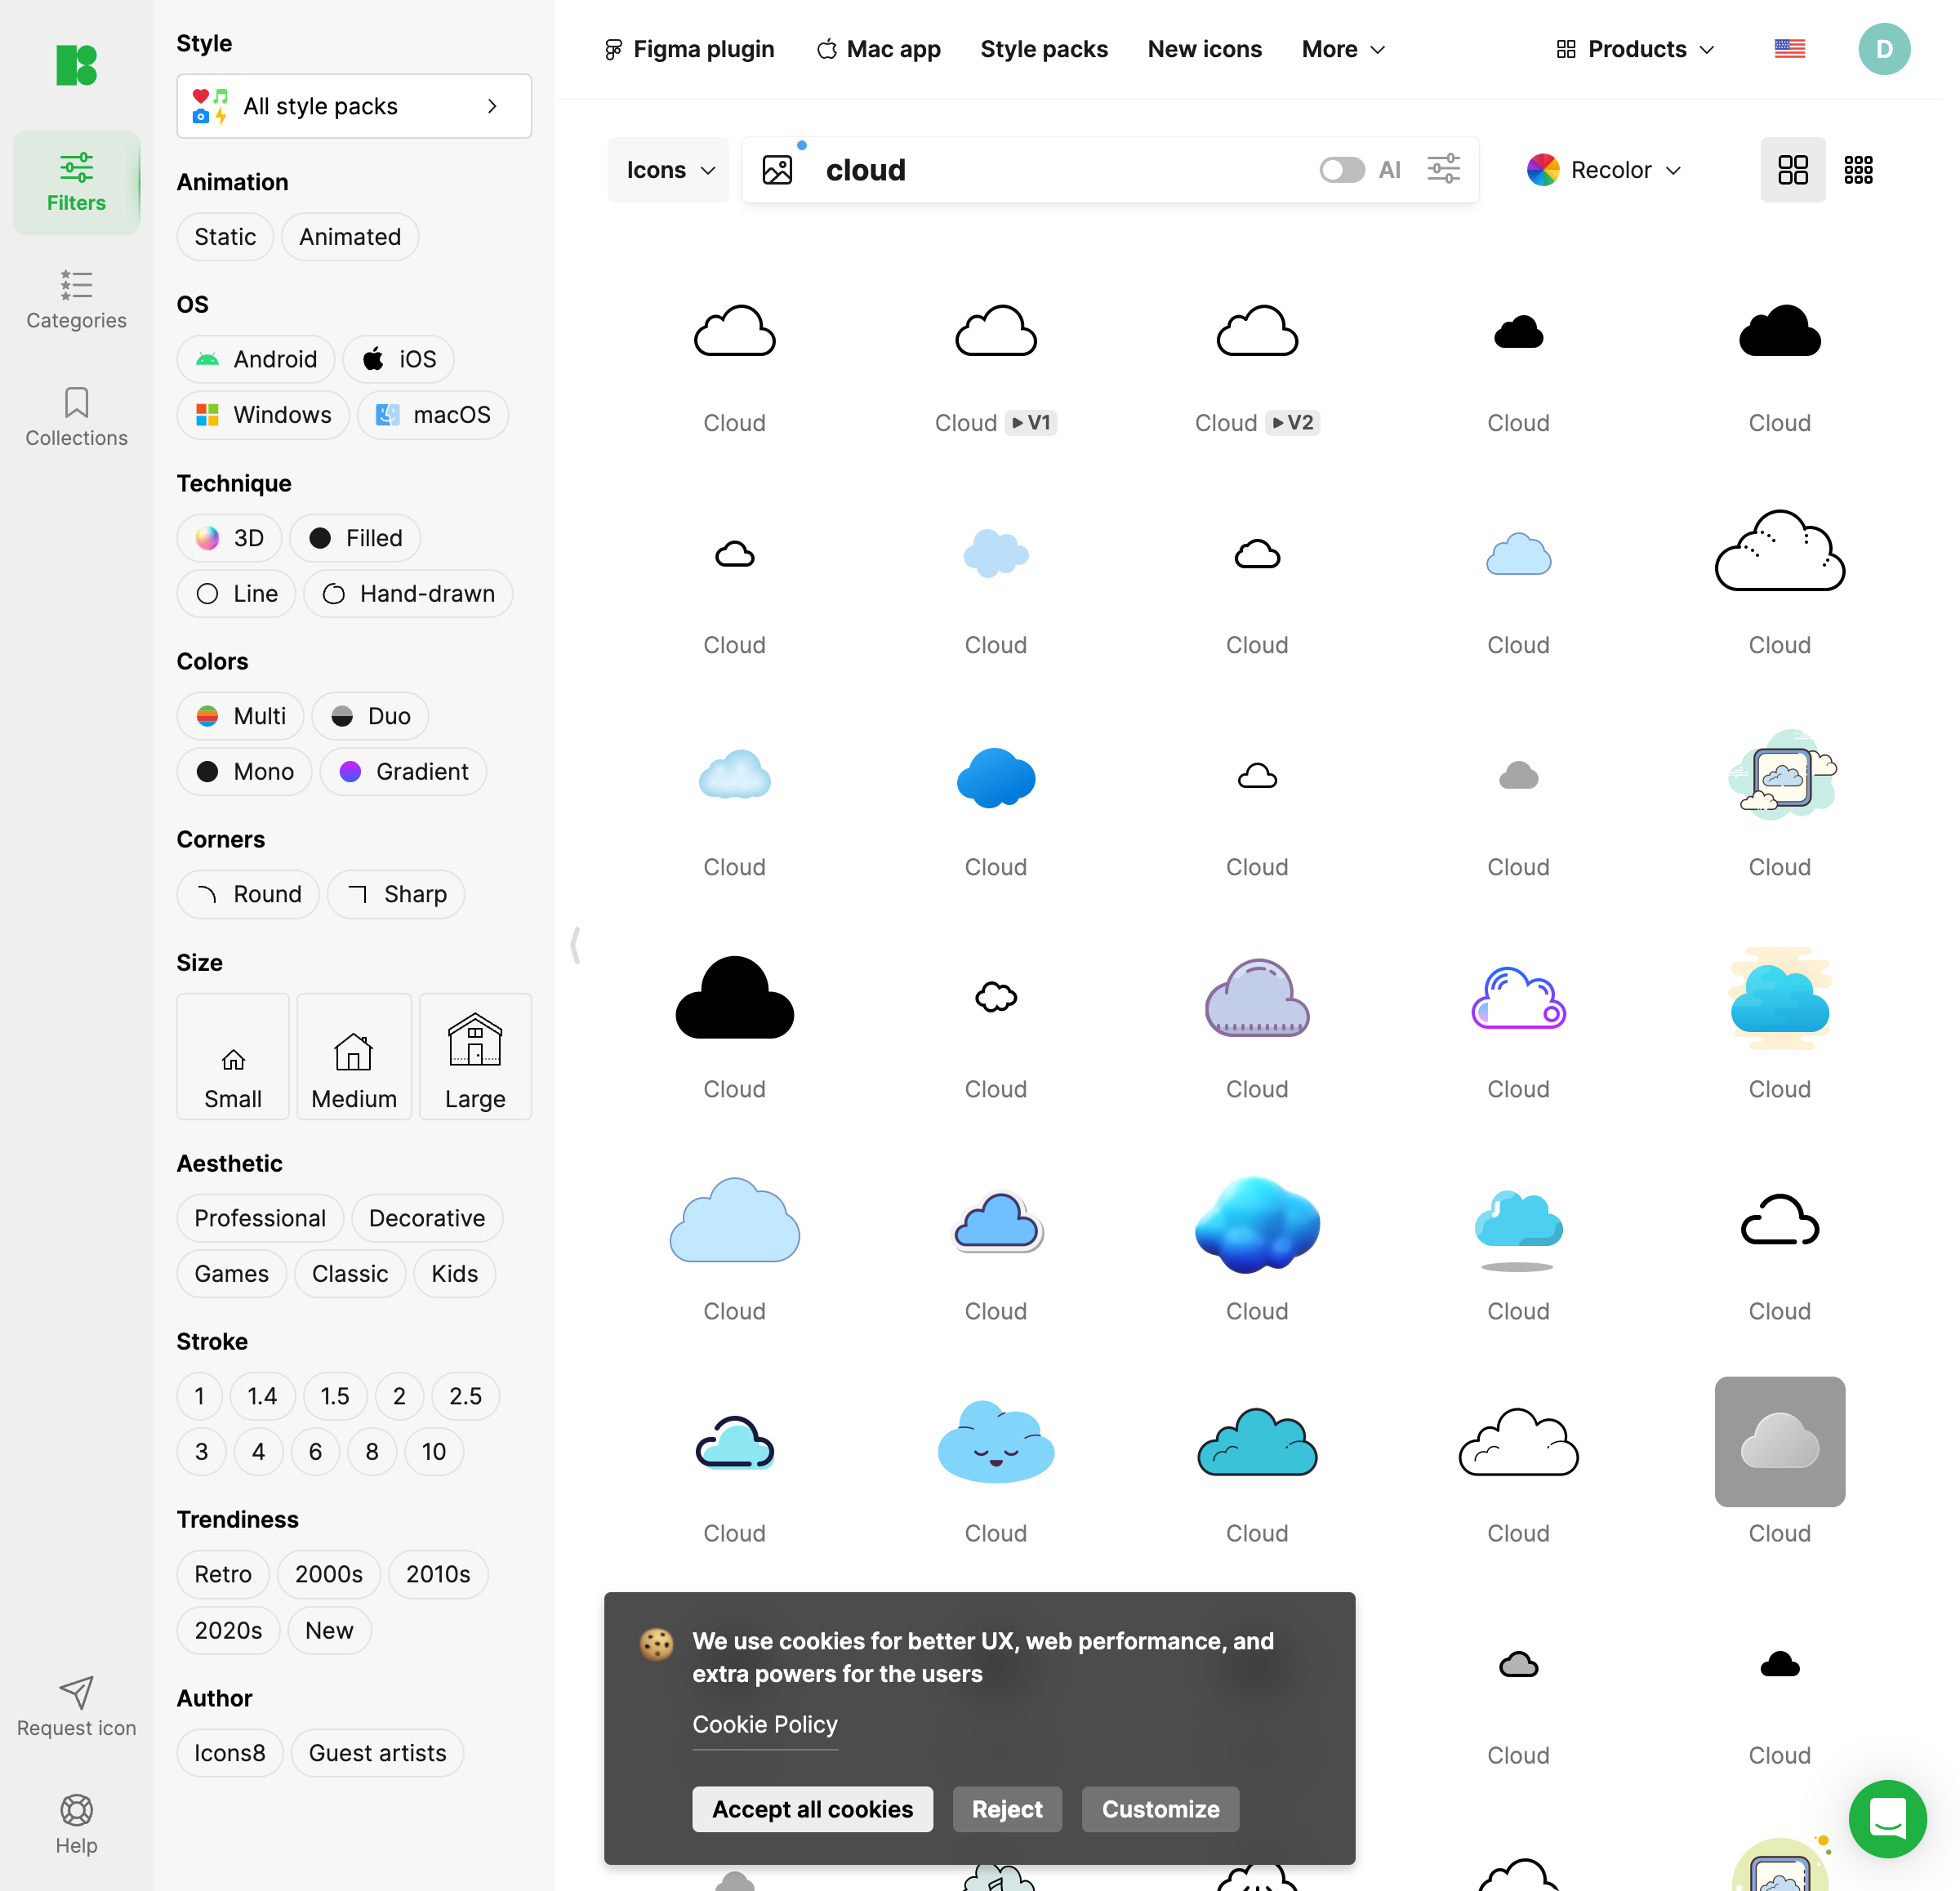 Style
All style packs
Animation
Static Animated
OS
Android iOS
Windows macOS
Technique
3D Filled
Line Hand-drawn
Colors
Multi Duo
Mono Gradient
Corners
Round Sharp
Size
Small Medium Large
Aesthetic
Professional Decorative
Games Classic Kids
Stroke
1 1.4 1.5 2 2.5
3 4 6 8 10
Trendiness
Retro 2000s 2010s
2020s New
Author
Icons8 Guest artists
Filters
Categories
Collections
Request icon
Help
Figma plugin Mac app Style packs New icons More Products D
Icons cloud AI Recolor
Cloud Cloud V1 Cloud V2 Cloud Cloud
Cloud Cloud Cloud Cloud Cloud
Cloud Cloud Cloud Cloud Cloud
Cloud Cloud Cloud Cloud Cloud
Cloud Cloud Cloud Cloud Cloud
Cloud Cloud Cloud Cloud Cloud
Cloud Cloud
We use cookies for better UX, web performance, and
extra powers for the users
Cookie Policy
Accept all cookies Reject Customize